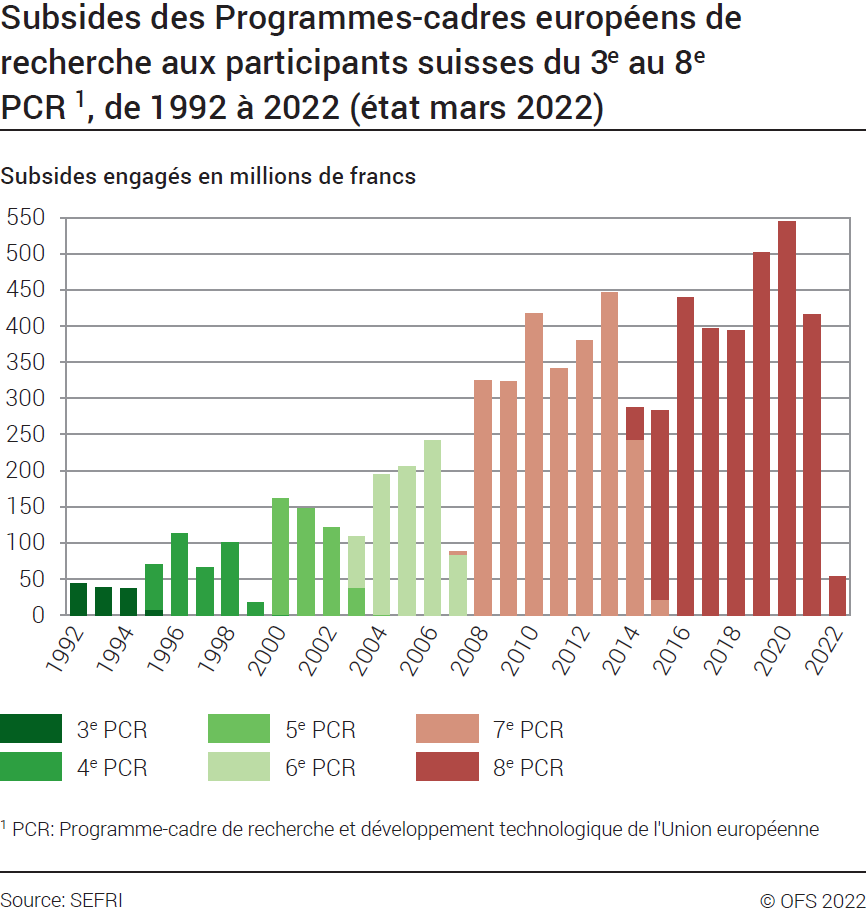 Subsides des Programmes-cadres européens de
recherche aux participants suisses du 3e au 8e
PCR 1, de 1992 à 2022 (état mars 2022)
Subsides engagés en millions de francs
550
500
450
400
350
300
250
200
150
100
50
0
1992
1994
1996
1998
2000
2002
2004
2006
2008
2010
2012
2014
2016
2018
2020
2022
3e PCR
5e PCR
7e PCR
4e PCR
6e PCR
8e PCR
1 PCR: Programme-cadre de recherche et développement technologique de l'Union européenne
Source: SEFRI
© OFS 2022